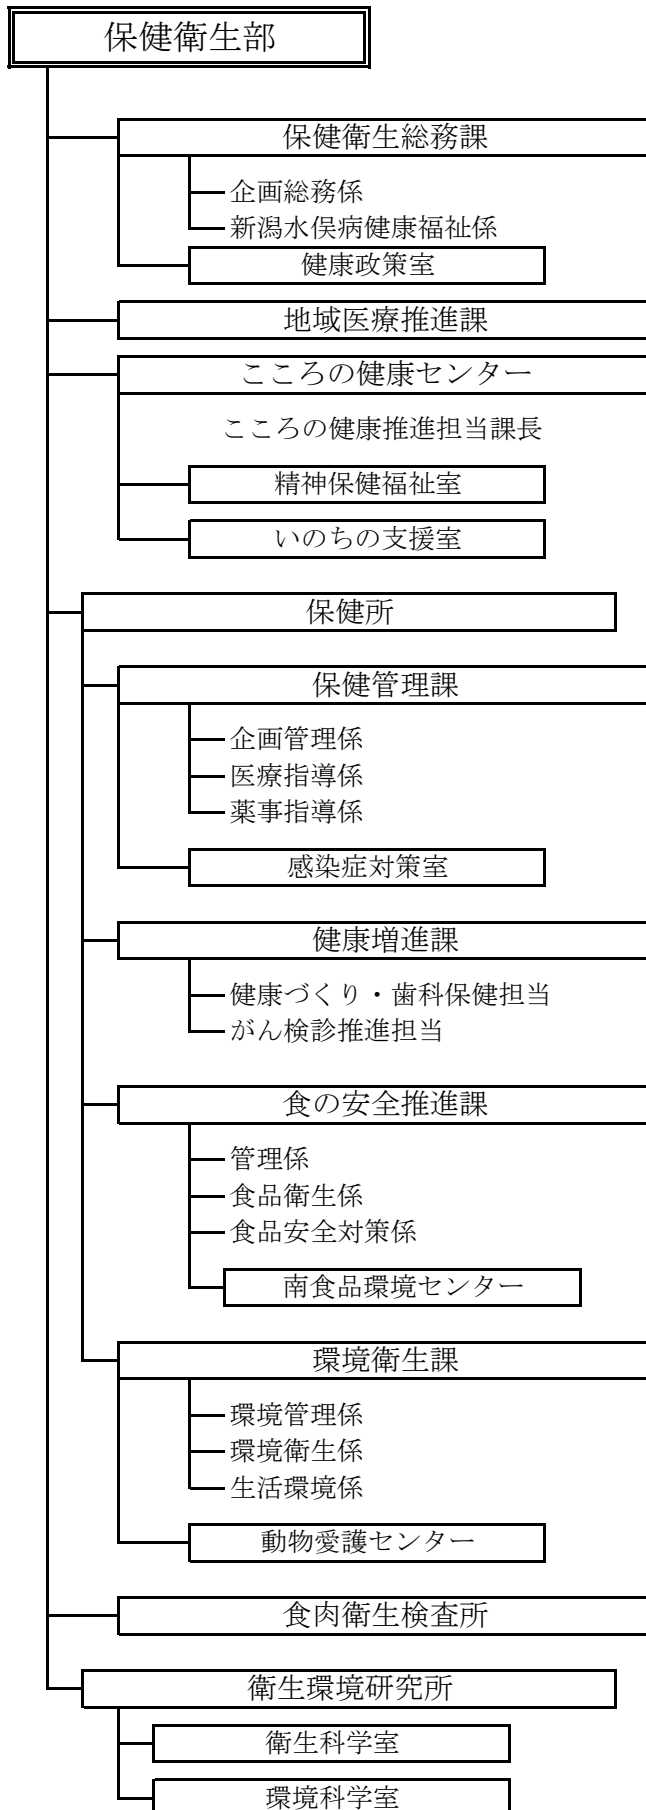 保健衛生部
保健衛生総務課
企画総務係
新潟水俣病健康福祉係
健康政策室
地域医療推進課
こころの健康センター
こころの健康推進担当課長
精神保健福祉室
いのちの支援室
保健所
保健管理課
企画管理係
医療指導係
薬事指導係
感染症対策室
健康増進課
健康づくり・歯科保健担当
がん検診推進担当
食の安全推進課
管理係
食品衛生係
食品安全対策係
南食品環境センター
環境衛生課
環境管理係
環境衛生係
生活環境係
動物愛護センター
食肉衛生検査所
衛生環境研究所
衛生科学室
環境科学室